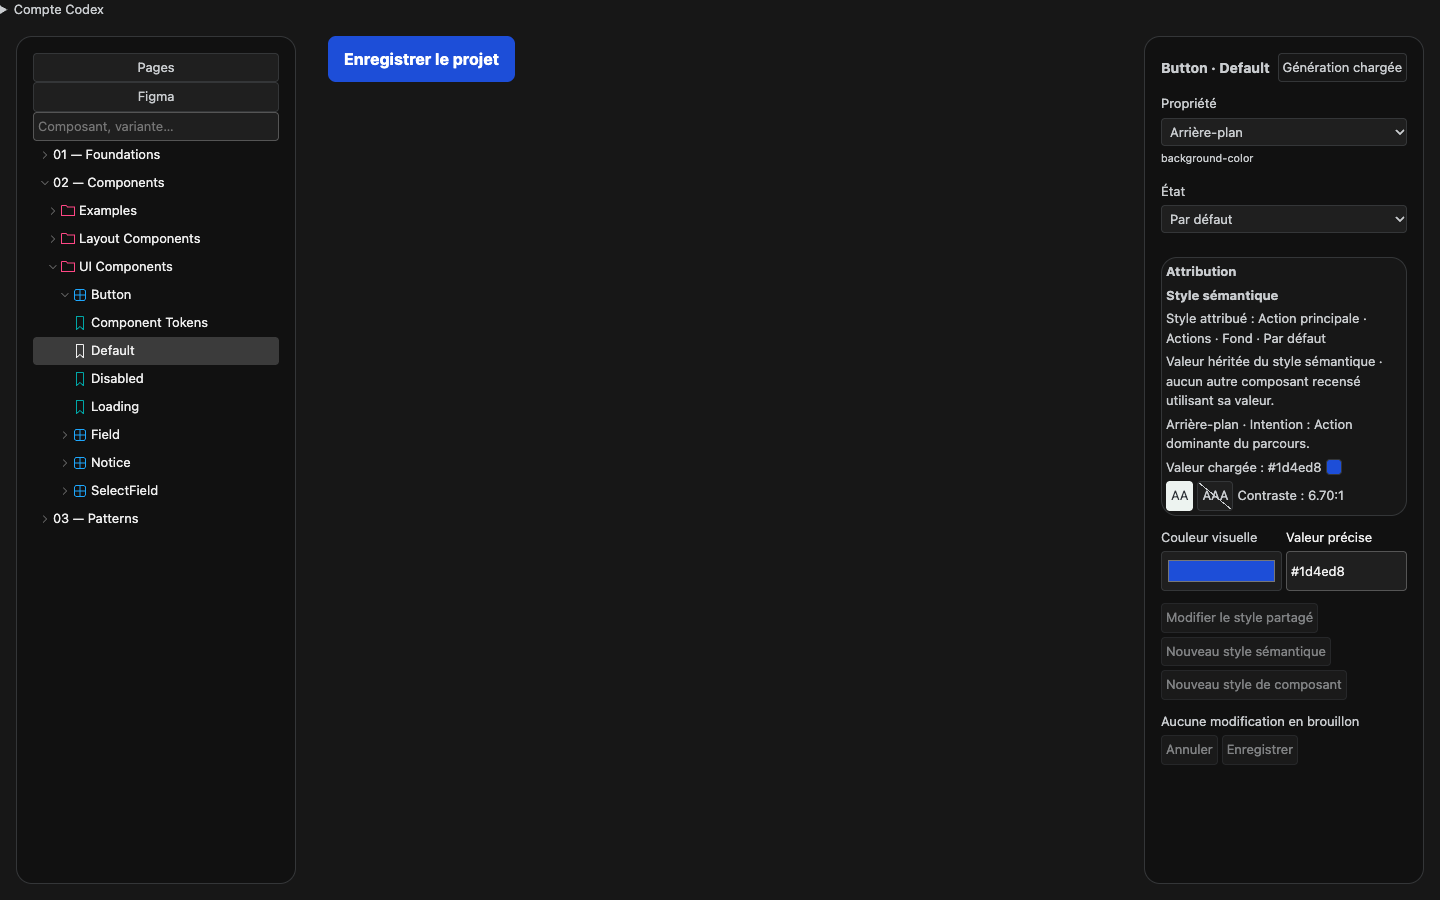 Compte Codex
Pages
Figma
Composant, variante...
01 — Foundations
02 — Components
Examples
Layout Components
UI Components
Button
Component Tokens
Default
Disabled
Loading
Field
Notice
SelectField
03 — Patterns
Enregistrer le projet
Button · Default
Génération chargée
Propriété
Arrière-plan
background-color
État
Par défaut
Attribution
Style sémantique
Style attribué : Action principale ·
Actions · Fond · Par défaut
Valeur héritée du style sémantique ·
aucun autre composant recensé
utilisant sa valeur.
Arrière-plan · Intention : Action
dominante du parcours.
Valeur chargée : #1d4ed8
AA AAA Contraste : 6.70:1
Couleur visuelle
Valeur précise
#1d4ed8
Modifier le style partagé
Nouveau style sémantique
Nouveau style de composant
Aucune modification en brouillon
Annuler
Enregistrer